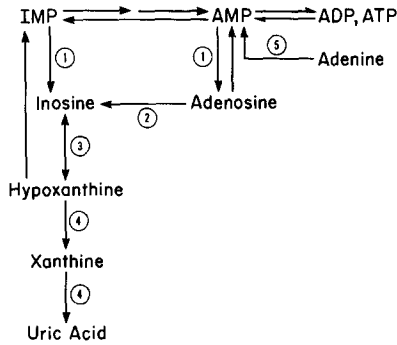 IMP AMP ADP, ATP
1 1 5
Adenine
Inosine Adenosine
2
3
Hypoxanthine
4
Xanthine
4
Uric Acid